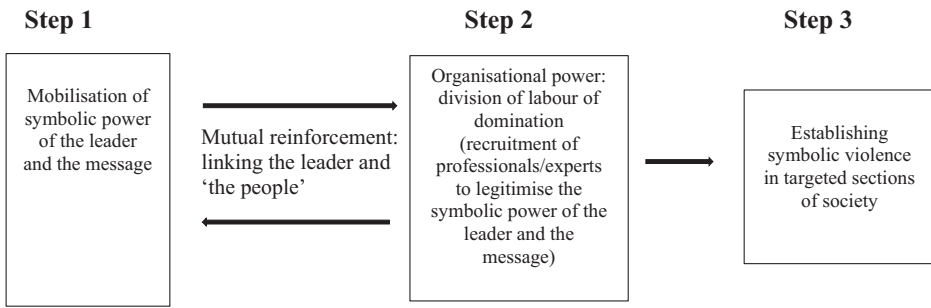 Step 1
Step 2
Step 3
Mobilisation of
symbolic power
of the leader
and the message
Mutual reinforcement:
linking the leader and
‘the people’
Organisational power:
division of labour of
domination
(recruitment of
professionals/experts
to legitimise the
symbolic power of the
leader and the
message)
Establishing
symbolic violence
in targeted sections
of society